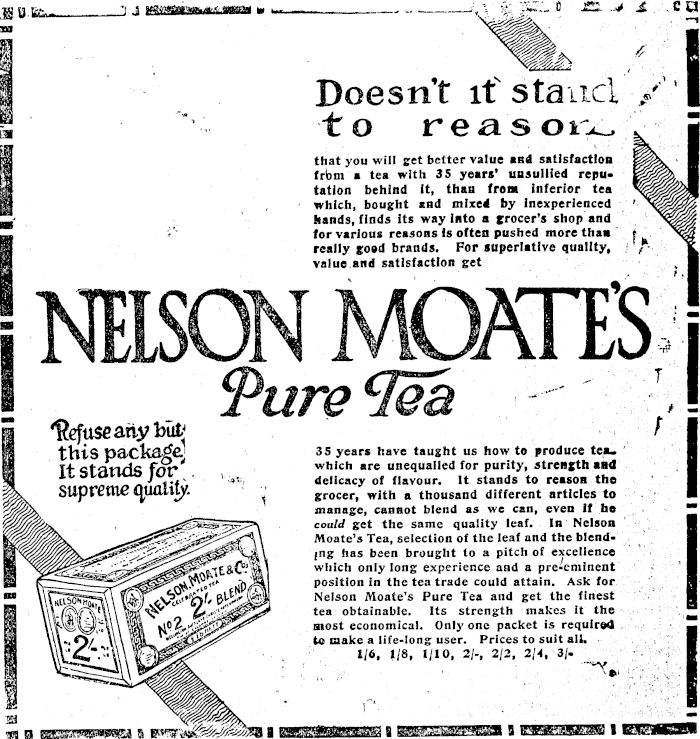 Doesn't it stand
to reason
that you will get better value and satisfaction
from a tea with 35 years' unsullied repu-
tation behind it, than from inferior tea
which, bought and mixed by inexperienced
hands, finds its way into a grocer's shop and
for various reasons is often pushed more than
really good brands. For superlative quality,
value and satisfaction get
NELSON MOATE'S
Pure Tea
Refuse any but
this package.
It stands for
supreme quality.
NELSON MOATE
2/-
NELSON, MOATE & Co
CELEBRATED TEA
No 2 2/- BLEND
35 years have taught us how to produce tea
which are unequalled for purity, strength and
delicacy of flavour. It stands to reason the
grocer, with a thousand different articles to
manage, cannot blend as we can, even if he
could get the same quality leaf. In Nelson
Moate's Tea, selection of the leaf and the blend-
ing has been brought to a pitch of excellence
which only long experience and a pre-eminent
position in the tea trade could attain. Ask for
Nelson Moate's Pure Tea and get the finest
tea obtainable. Its strength makes it the
most economical. Only one packet is required
to make a life-long user. Prices to suit all.
1/6, 1/8, 1/10, 2/-, 2/2, 2/4, 3/-